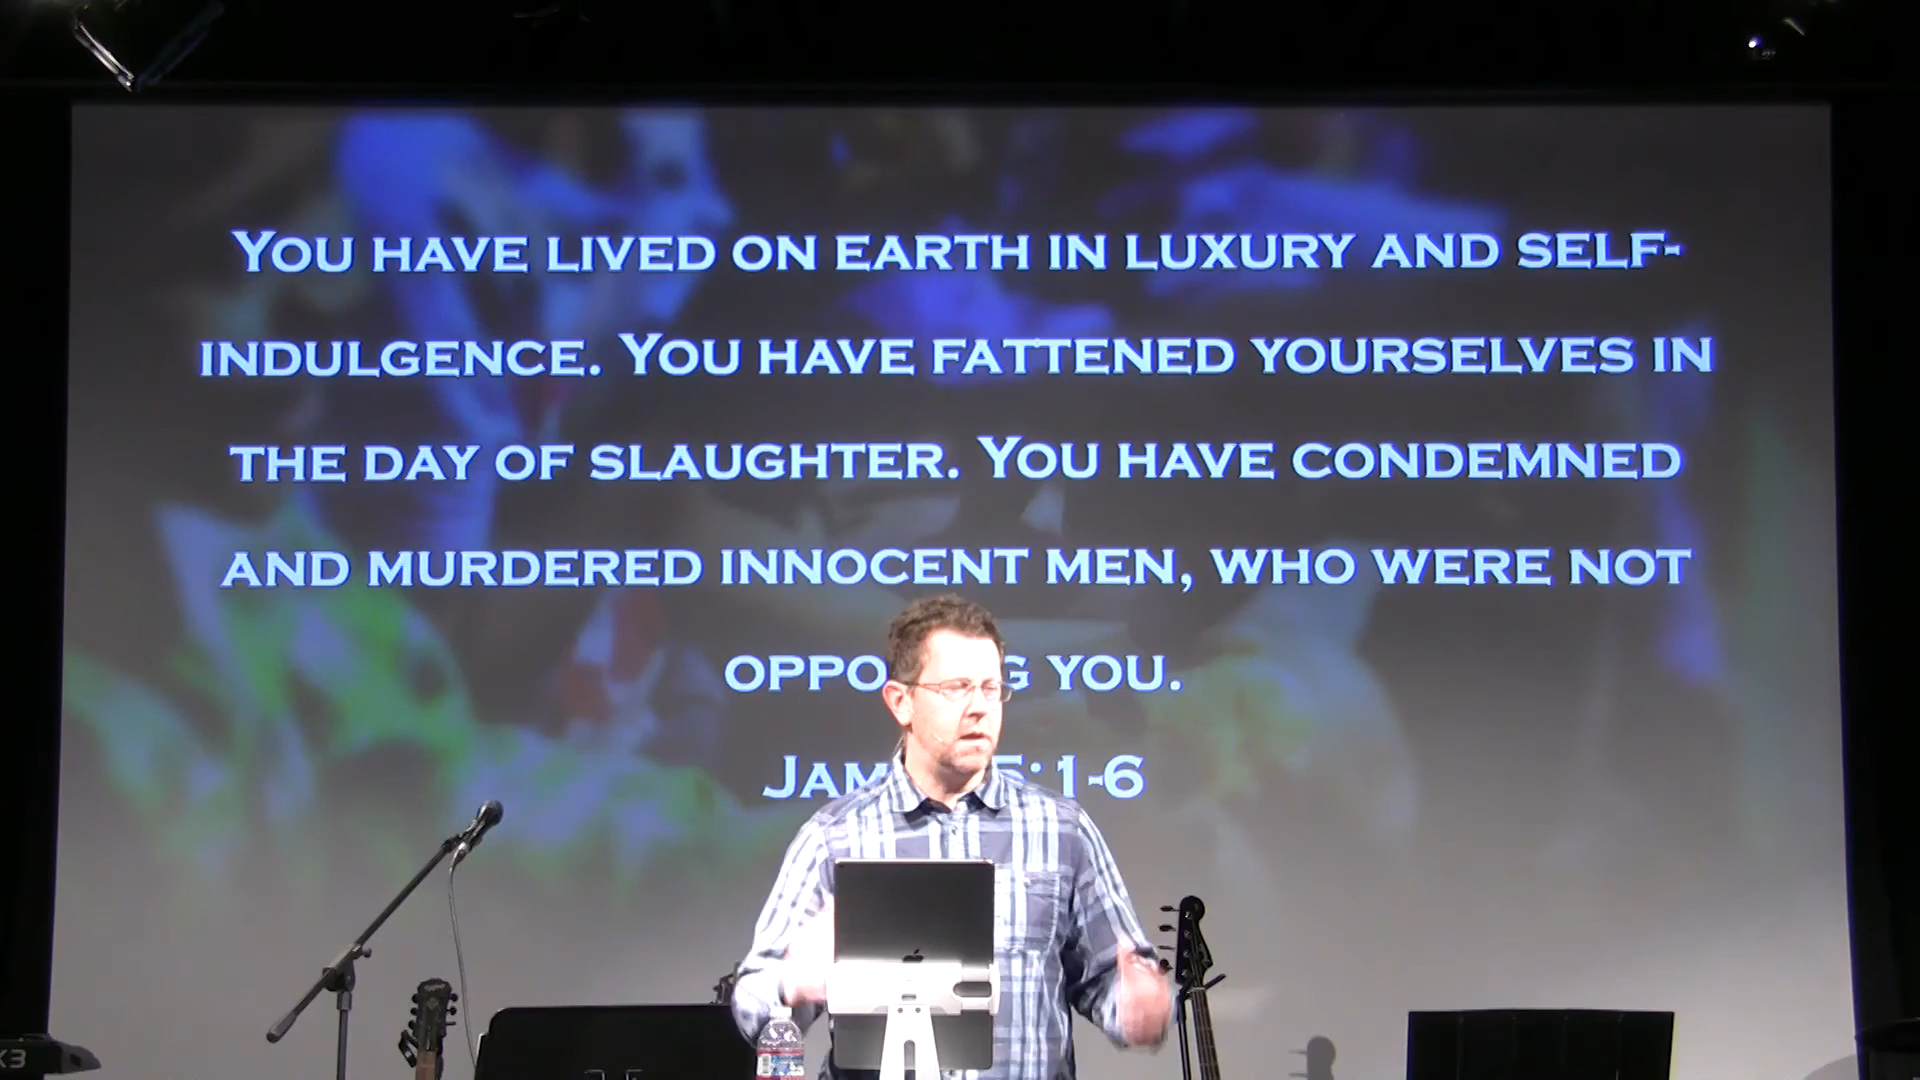 You have lived on earth in luxury and self-
indulgence. You have fattened yourselves in
the day of slaughter. You have condemned
and murdered innocent men, who were not
you.
5:1-6